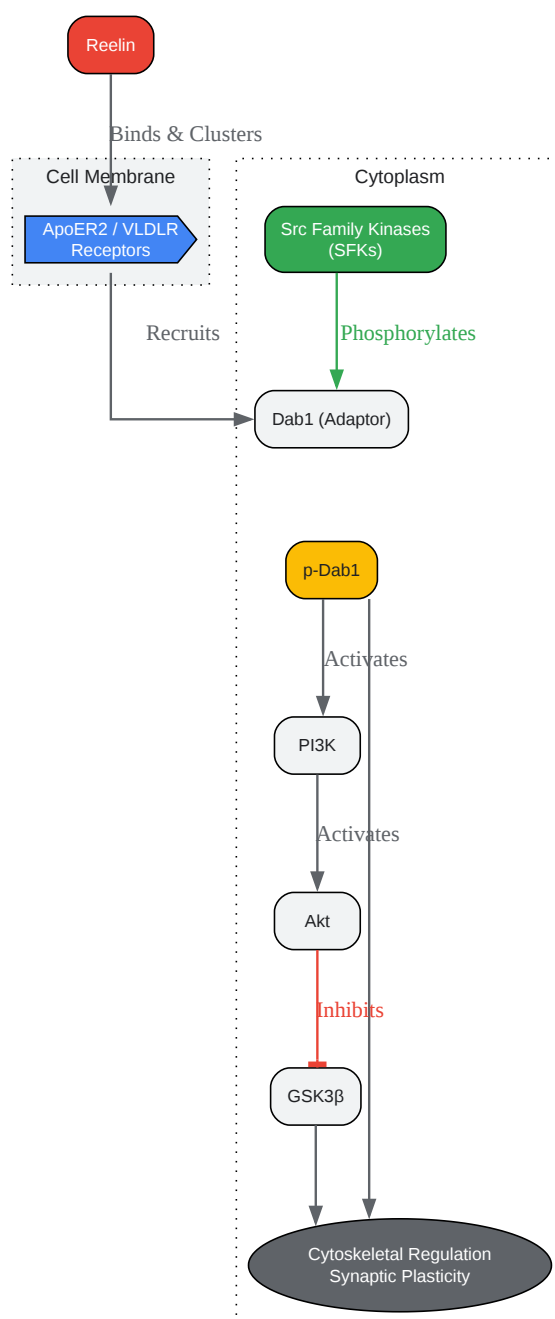 Reelin
Binds & Clusters
Cell Membrane
Cytoplasm
ApoER2 / VLDLR
Receptors
Src Family Kinases
(SFKs)
Recruits
Phosphorylates
Dab1 (Adaptor)
p-Dab1
Activates
PI3K
Activates
Akt
Inhibits
GSK3β
Cytoskeletal Regulation
Synaptic Plasticity